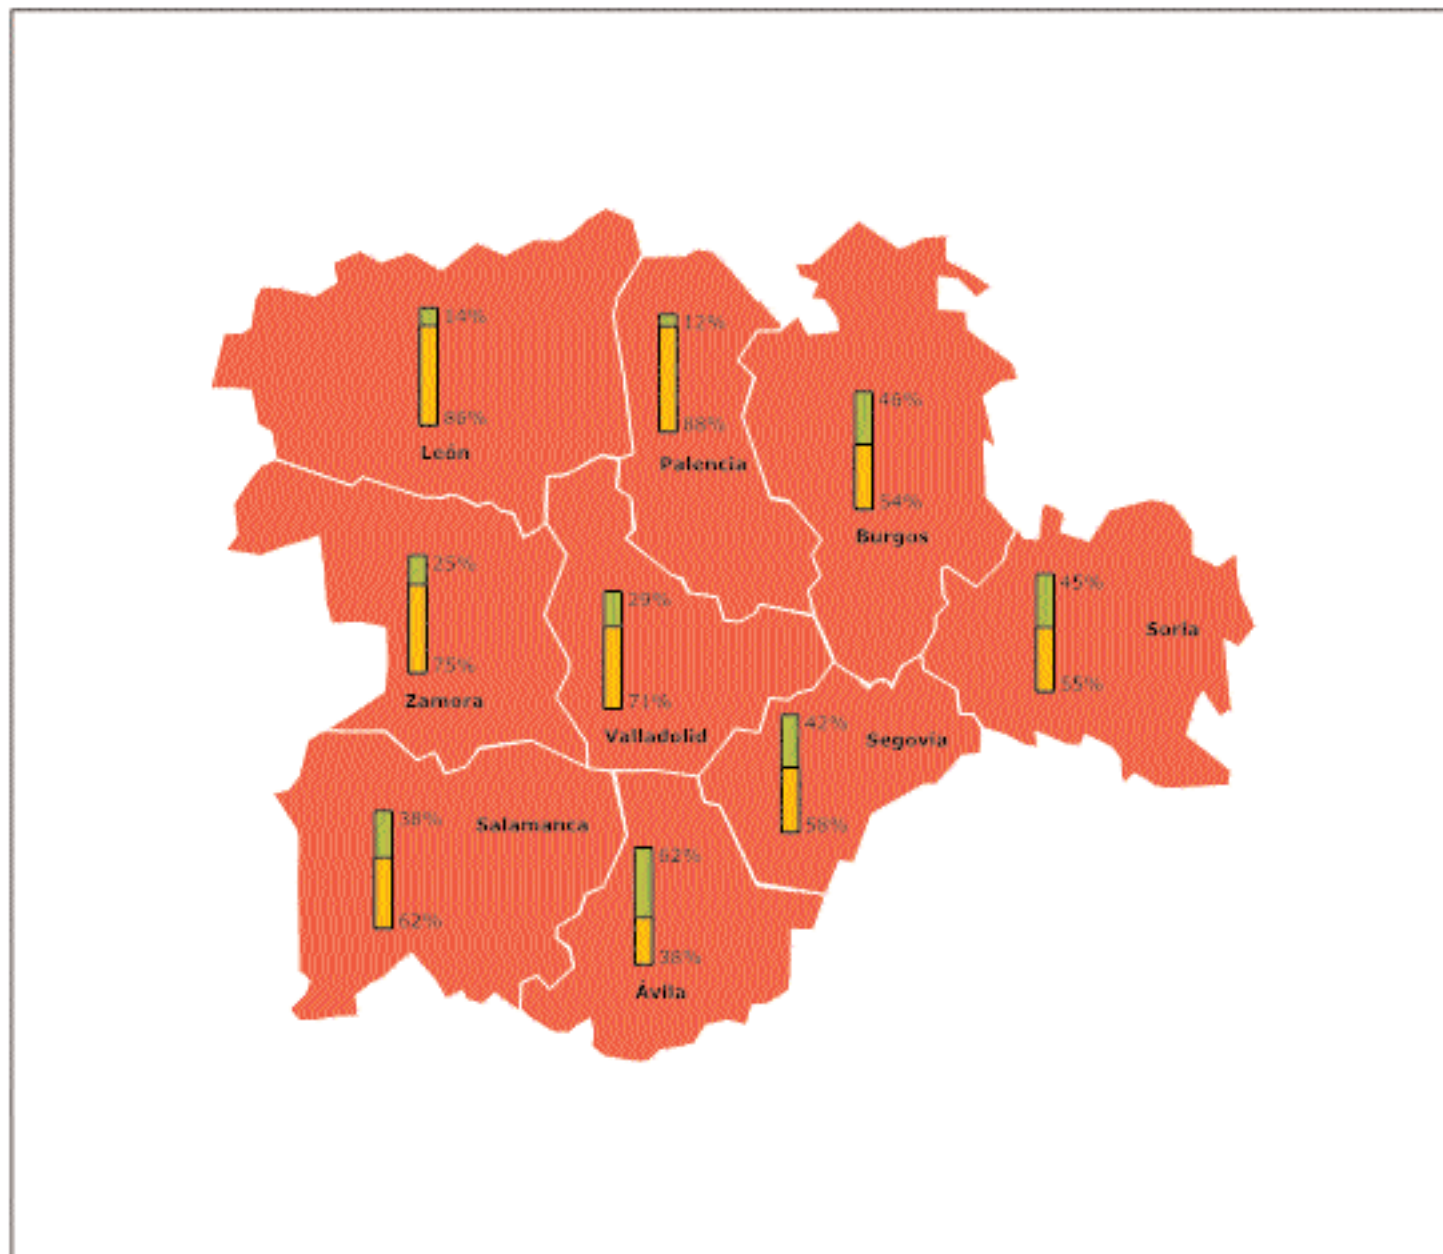 14%
86%
León
12%
88%
Palencia
46%
54%
Burgos
25%
75%
Zamora
29%
71%
Valladolid
45%
55%
Soria
42%
58%
Segovia
38%
62%
Salamanca
62%
38%
Ávila